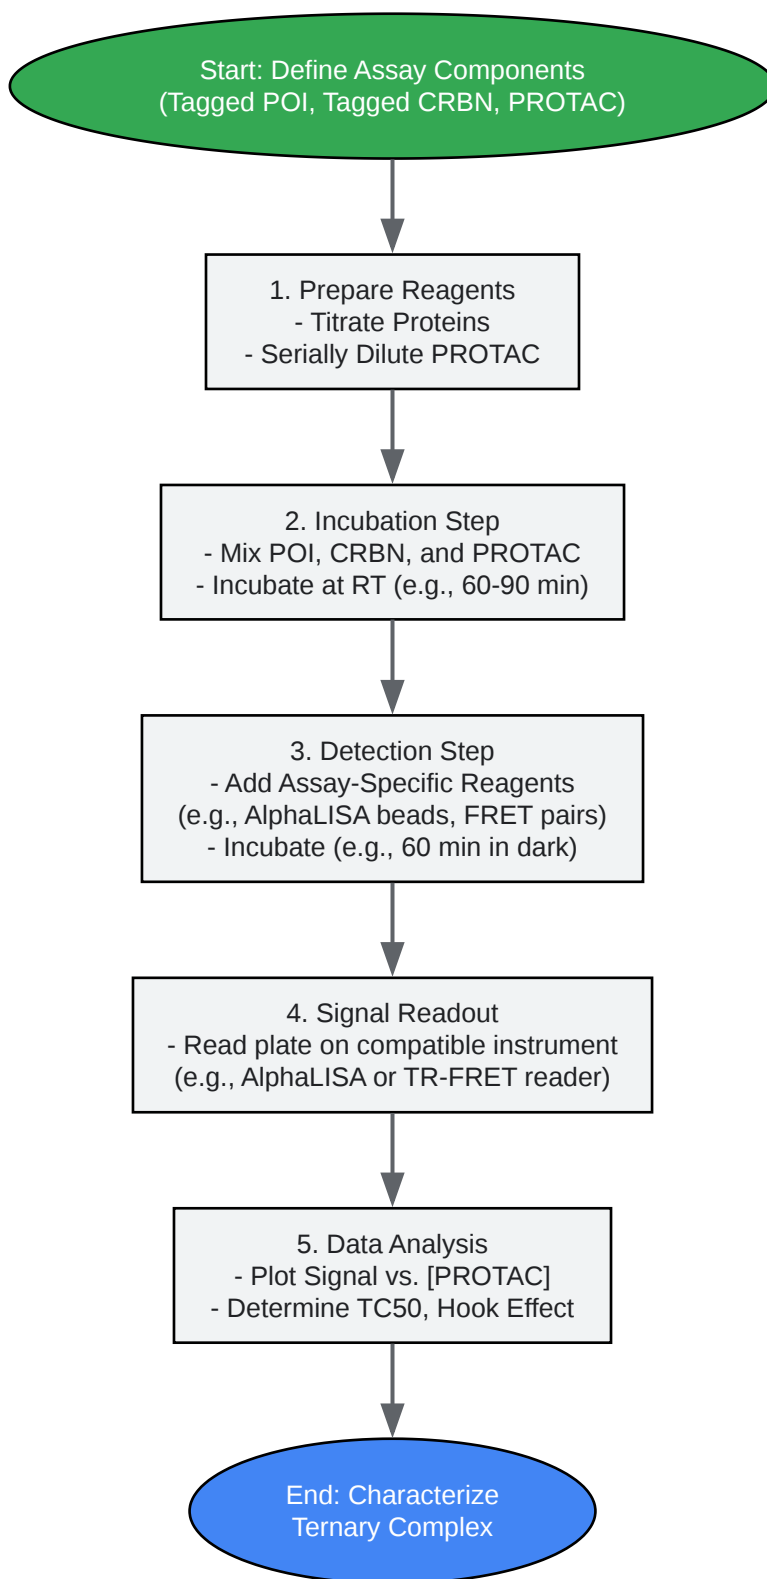 Start: Define Assay Components
(Tagged POI, Tagged CRBN, PROTAC)
1. Prepare Reagents
- Titrate Proteins
- Serially Dilute PROTAC
2. Incubation Step
- Mix POI, CRBN, and PROTAC
- Incubate at RT (e.g., 60-90 min)
3. Detection Step
- Add Assay-Specific Reagents
(e.g., AlphaLISA beads, FRET pairs)
- Incubate (e.g., 60 min in dark)
4. Signal Readout
- Read plate on compatible instrument
(e.g., AlphaLISA or TR-FRET reader)
5. Data Analysis
- Plot Signal vs. [PROTAC]
- Determine TC50, Hook Effect
End: Characterize
Ternary Complex